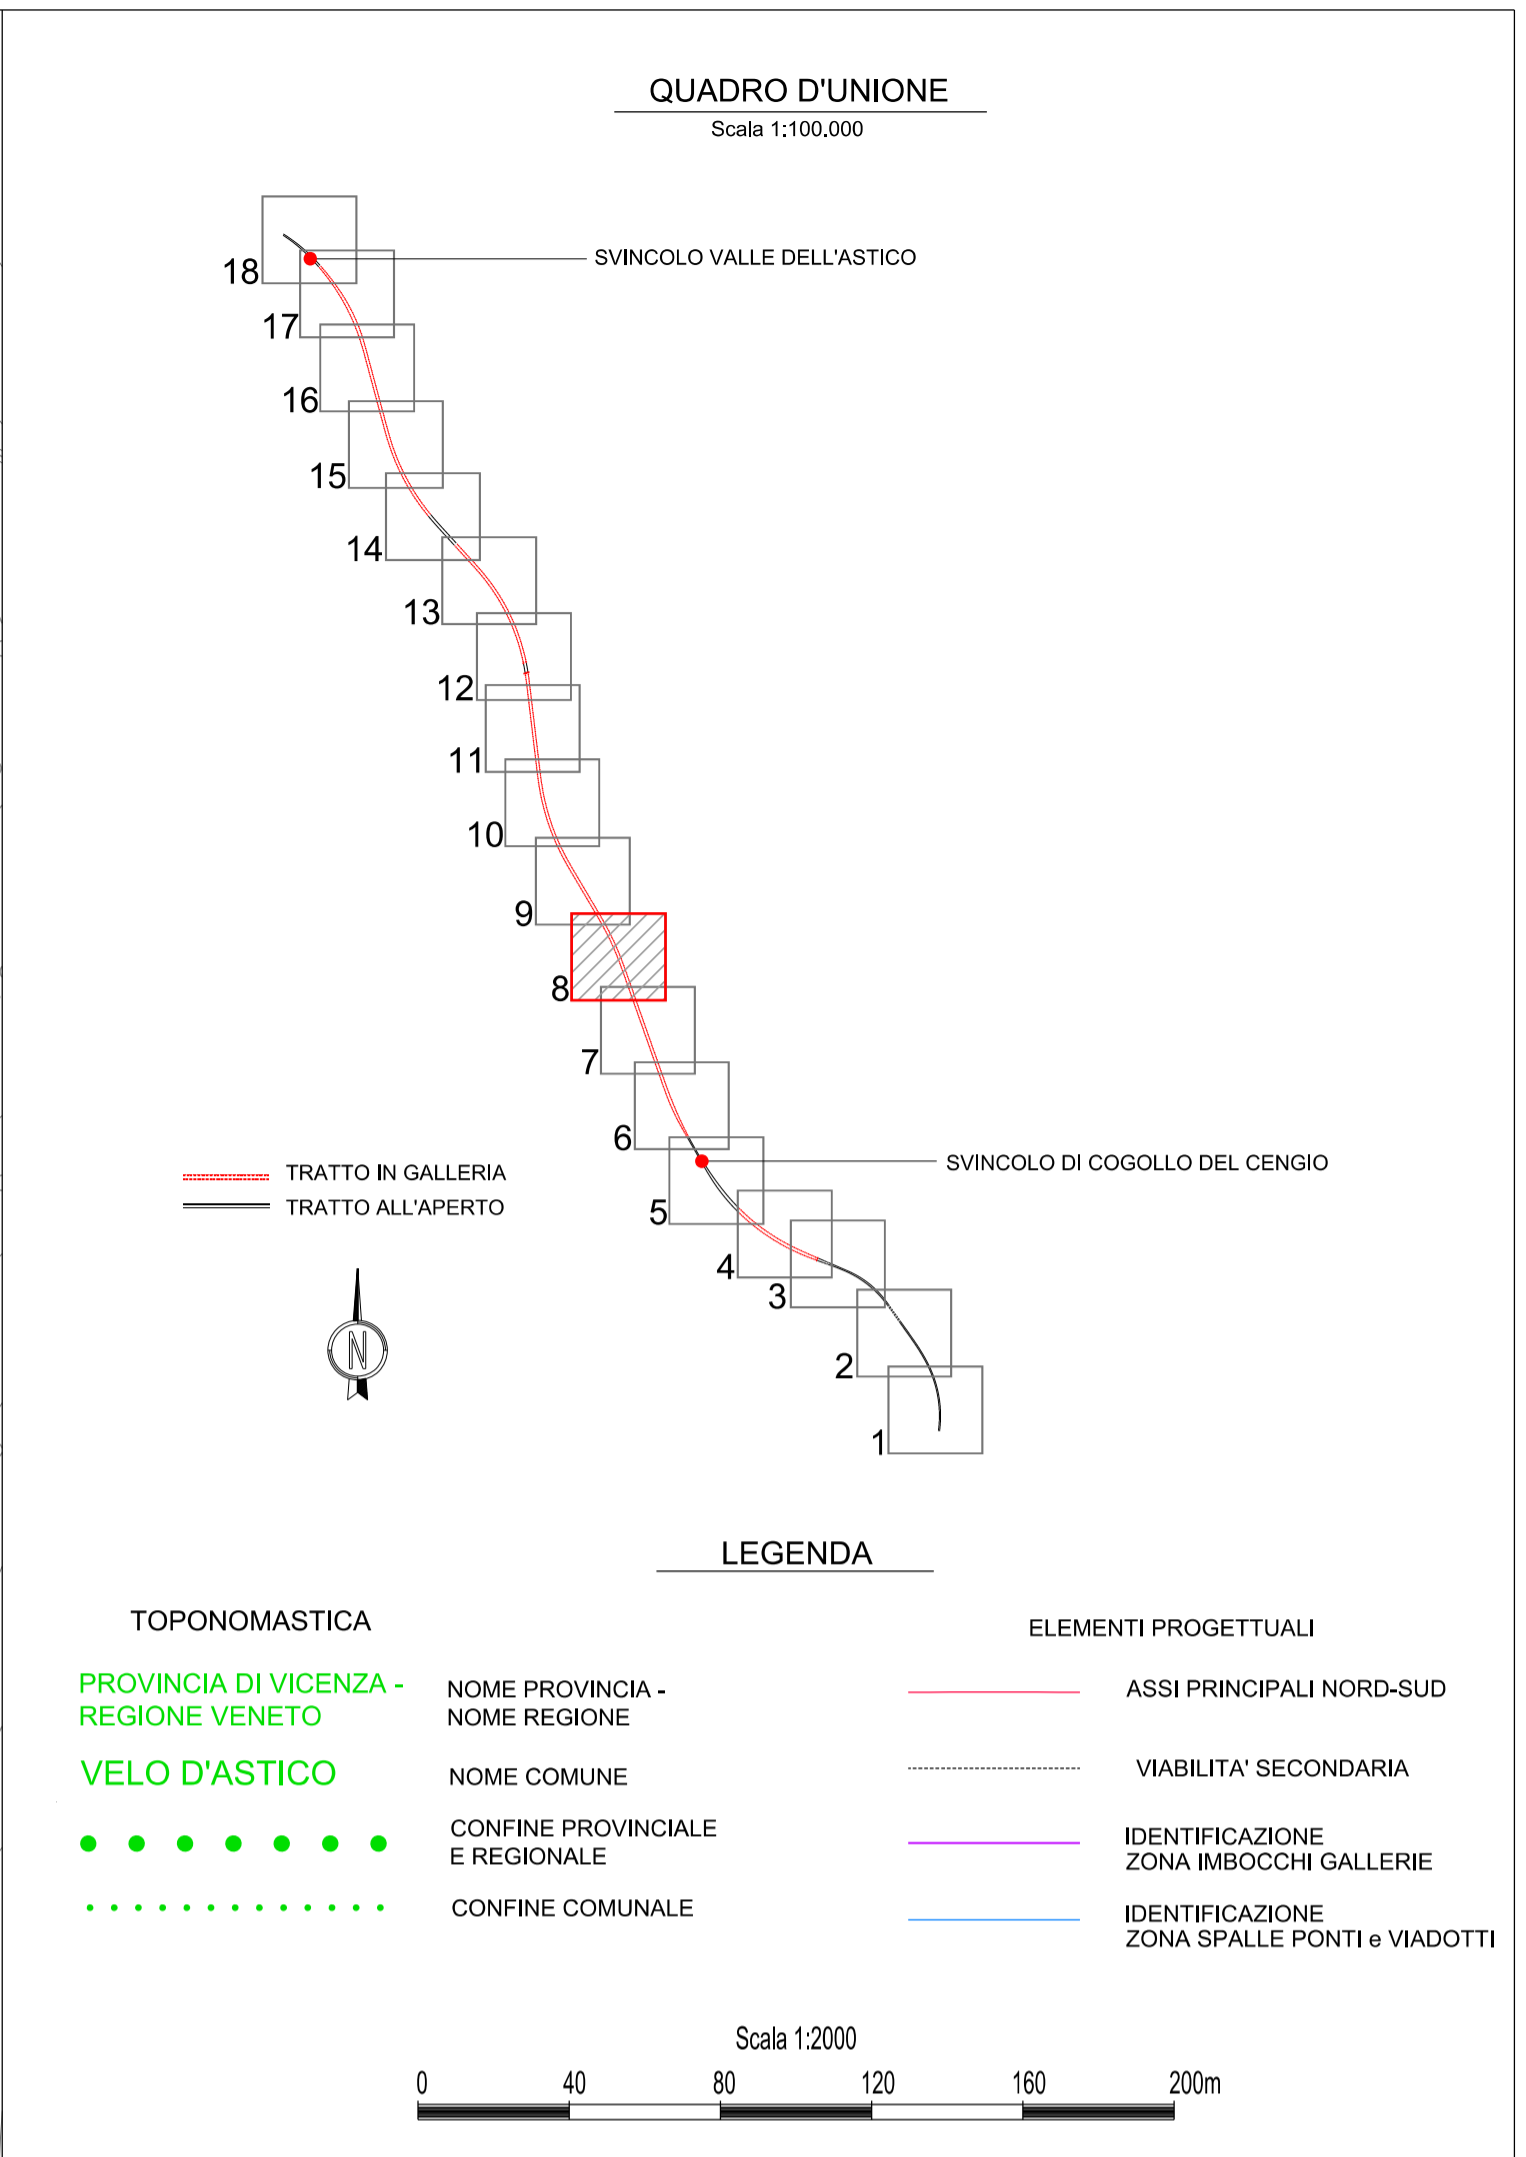 QUADRO D'UNIONE
Scala 1:100.000
SVINCOLO VALLE DELL'ASTICO
18
17
16
15
14
13
12
11
10
9
8
7
6
SVINCOLO DI COGOLLO DEL CENGIO
5
4
3
2
1
TRATTO IN GALLERIA
TRATTO ALL'APERTO
N
LEGENDA
TOPONOMASTICA
PROVINCIA DI VICENZA -
REGIONE VENETO
NOME PROVINCIA -
NOME REGIONE
VELO D'ASTICO
NOME COMUNE
CONFINE PROVINCIALE
E REGIONALE
CONFINE COMUNALE
ELEMENTI PROGETTUALI
ASSI PRINCIPALI NORD-SUD
VIABILITA' SECONDARIA
IDENTIFICAZIONE
ZONA IMBOCCHI GALLERIE
IDENTIFICAZIONE
ZONA SPALLE PONTI e VIADOTTI
Scala 1:2000
0 40 80 120 160 200m